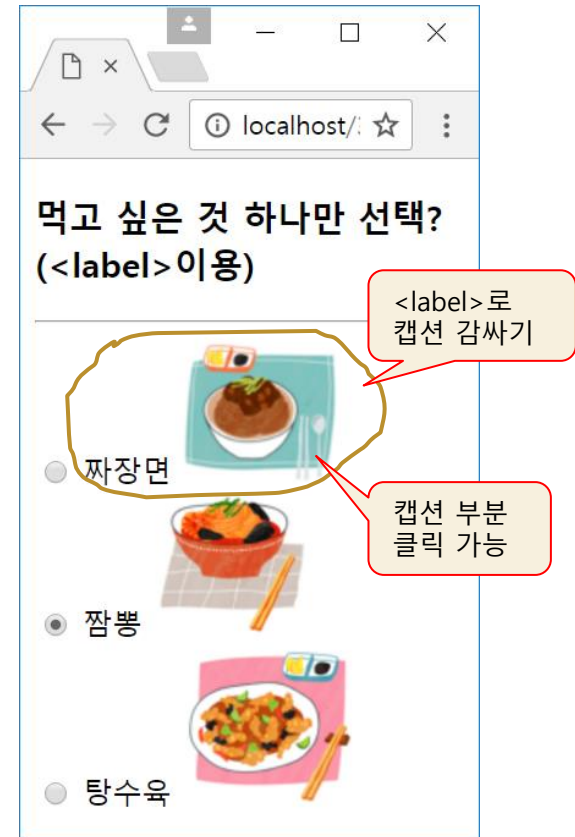 localhost/
먹고 싶은 것 하나만 선택?
(<label>이용)
<label>로
캡션 감싸기
짜장면
캡션 부분
클릭 가능
짬뽕
탕수육